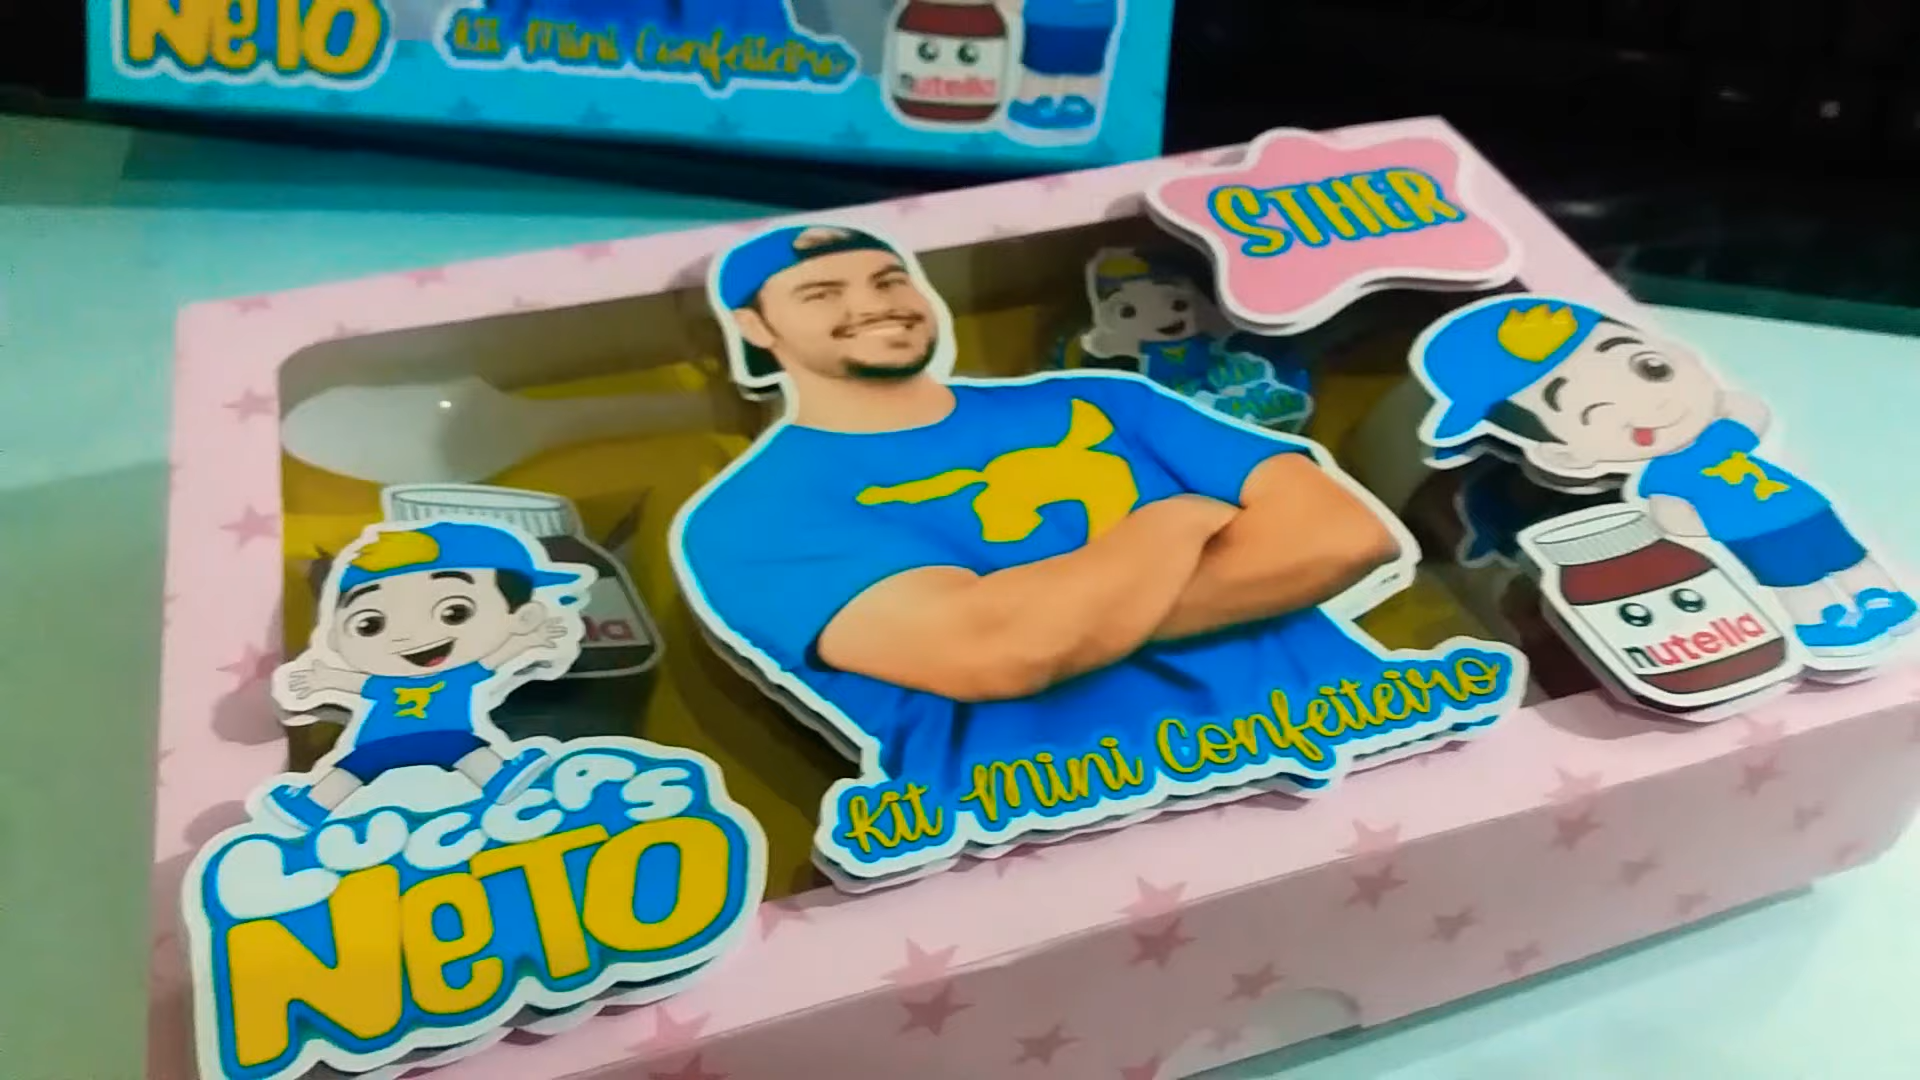 NeTO
Kit Mini Confeiteiro
nutella
STHER
LUCCAS
NeTO
Kit Mini Confeiteiro
nutella